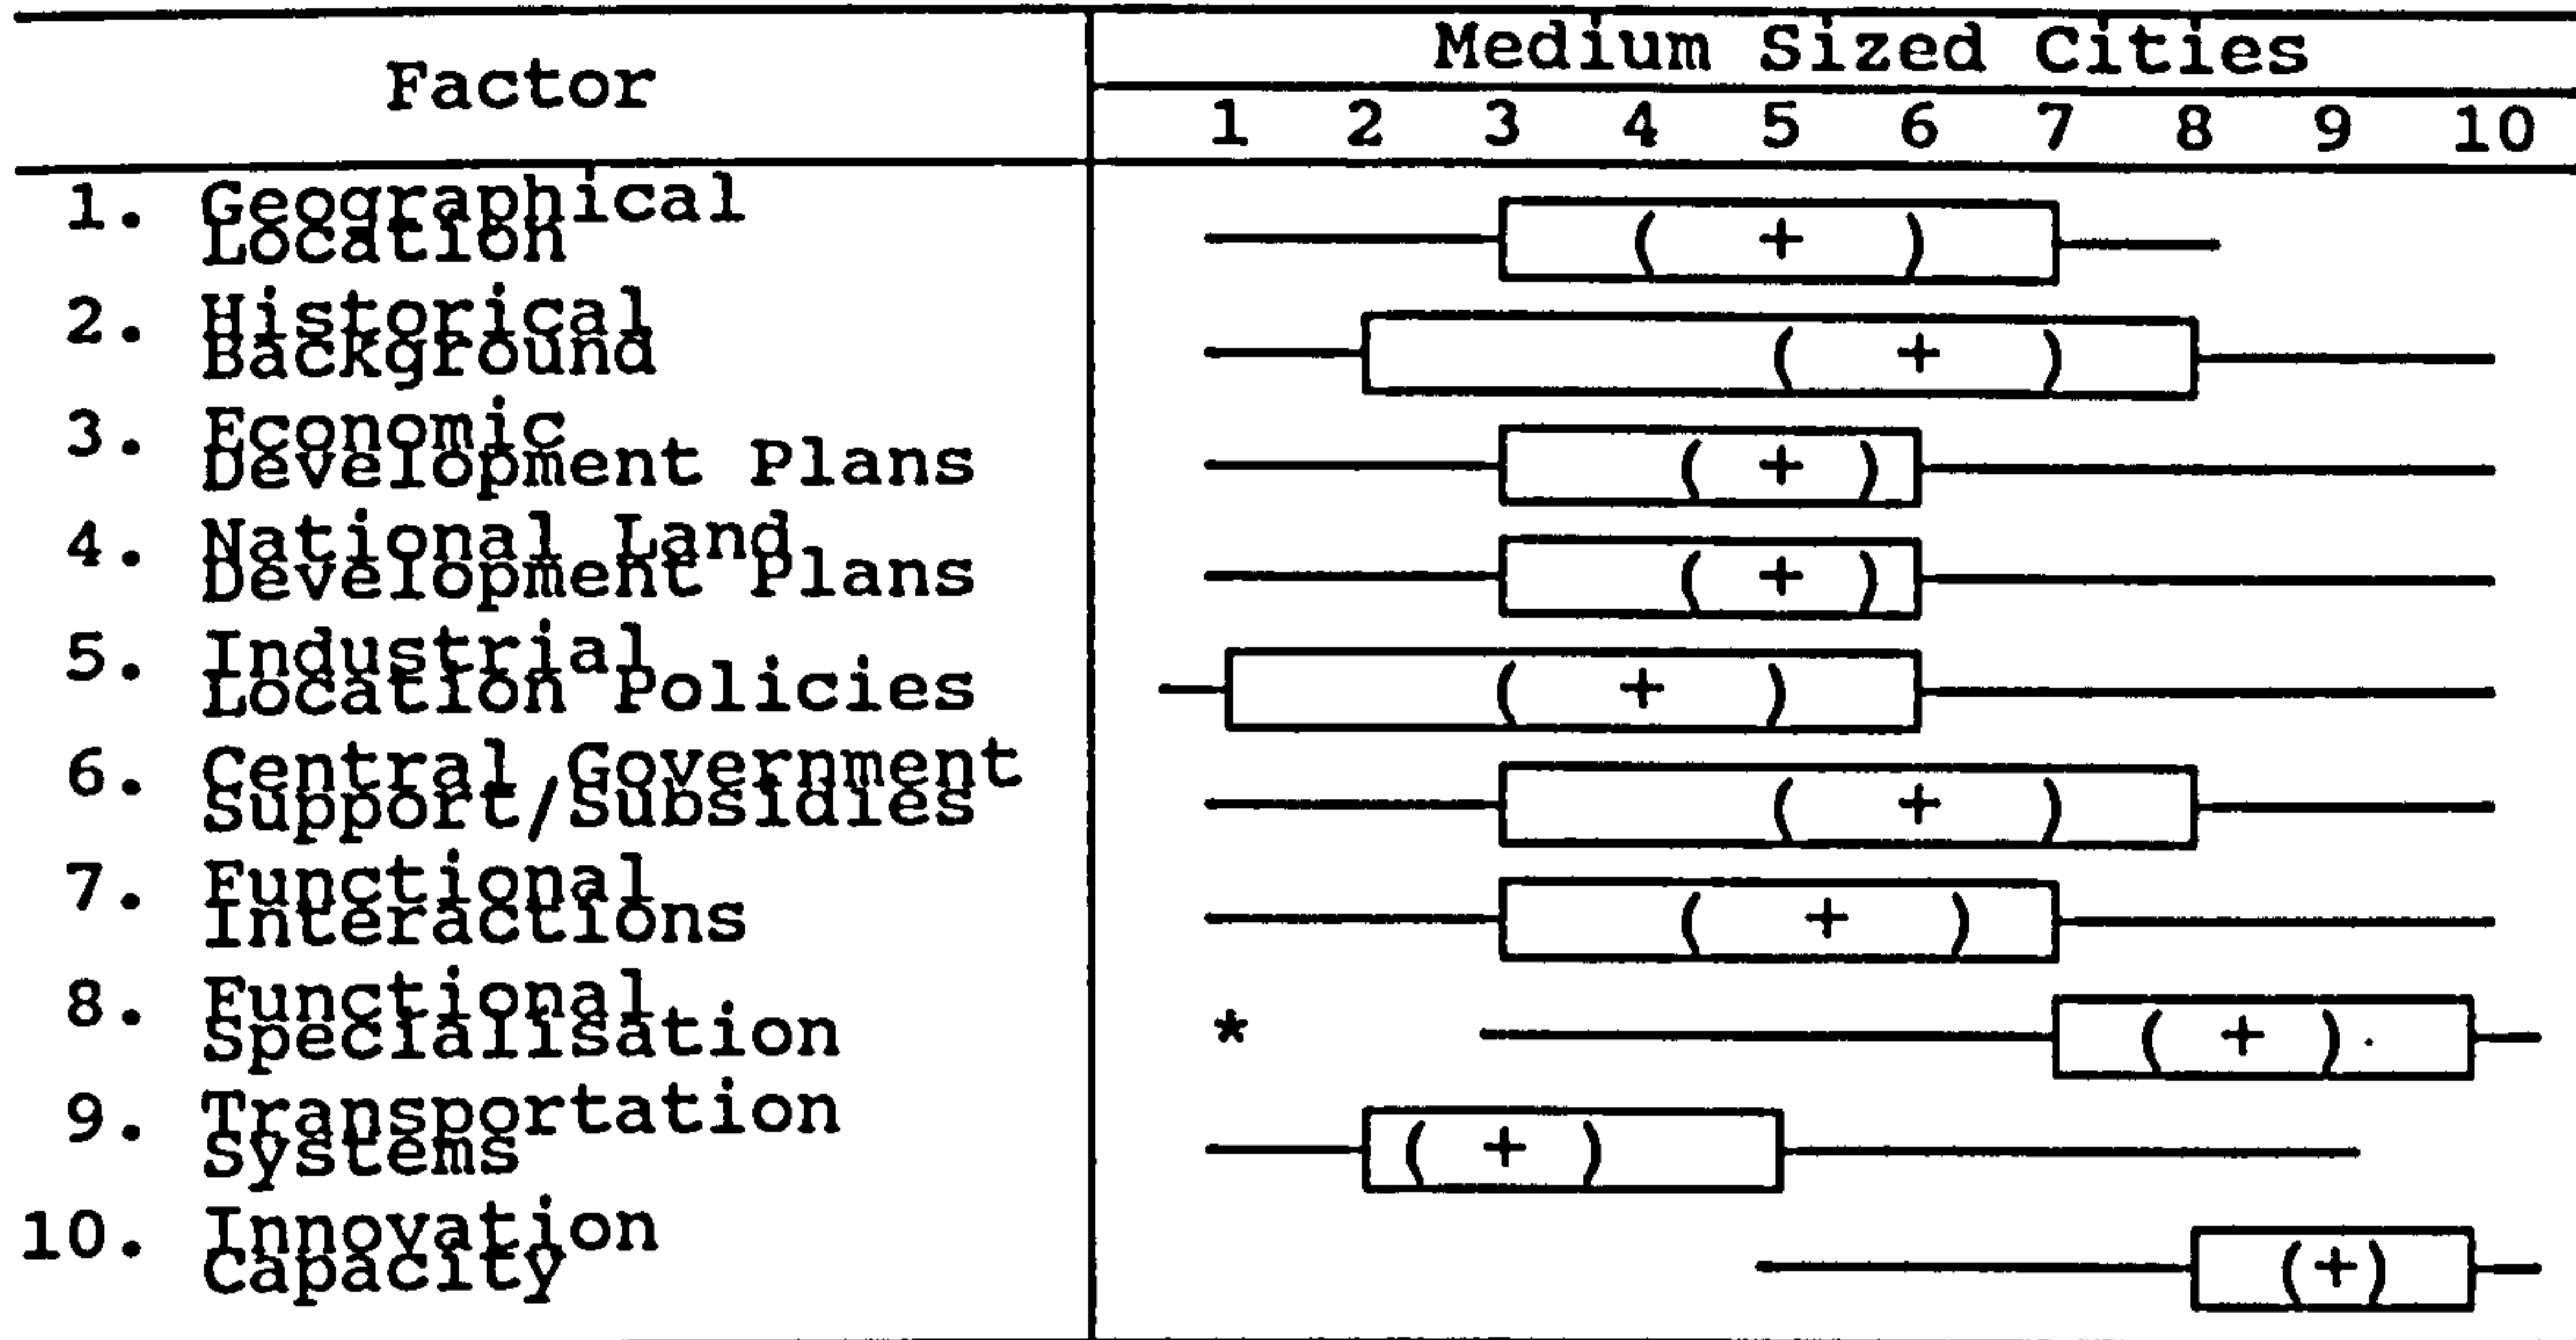 Factor
Medium Sized Cities
1 2 3 4 5 6 7 8 9 10
1. Geographical
Location
( + )
2. Historical
Background
( + )
3. Economic
Development Plans
( + )
4. National Land
Development Plans
( + )
5. Industrial
Location Policies
( + )
6. Central Government
Support/Subsidies
( + )
7. Functional
Interactions
( + )
8. Functional
Specialisation
* ( + )
9. Transportation
Systems
( + )
10. Innovation
Capacity
(+)